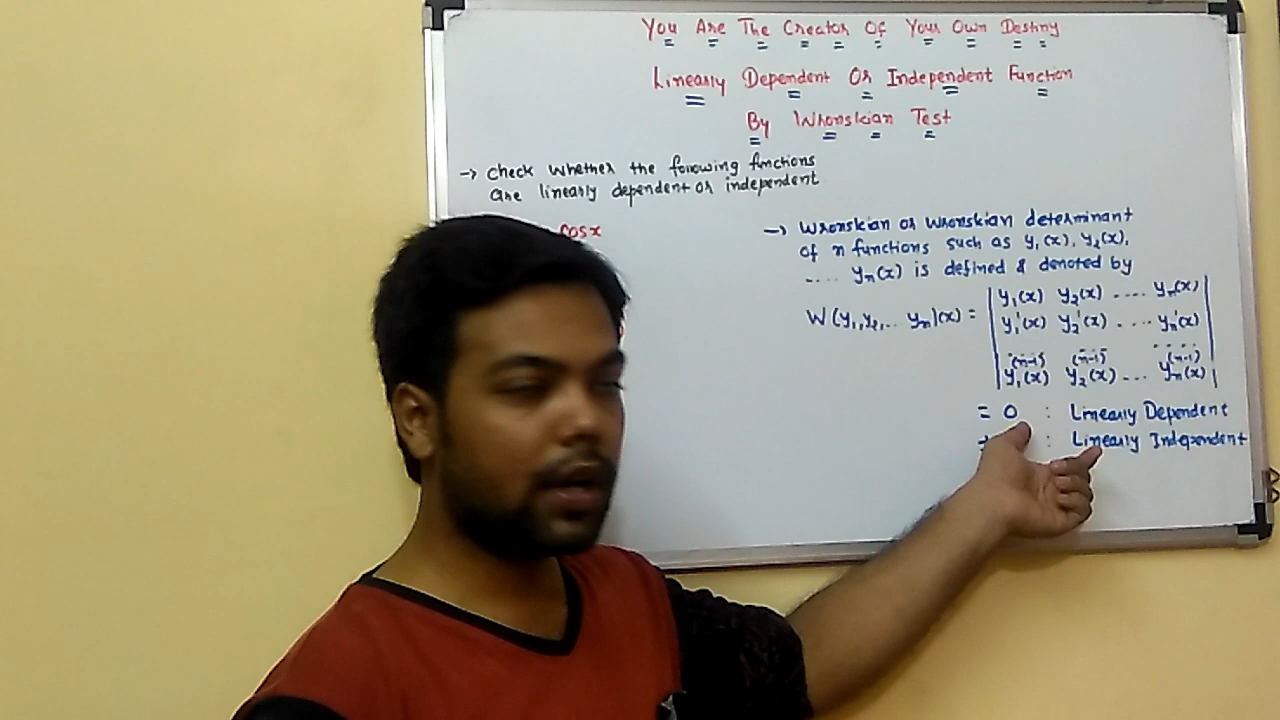 You Are The Creator Of Your Own Destiny
Linearly Dependent Or Independent Function
By Wronskian Test
→ check whether the following functions
are linearly dependent or independent
cosx
→ Wronskian or Wronskian determinant
of n functions such as y₁(x), y₂(x),
.... yₙ(x) is defined & denoted by
W(y₁,y₂,... yₙ)(x) = | y₁(x) y₂(x) .... yₙ(x) |
y₁'(x) y₂'(x) .... yₙ'(x)
....
y₁⁽ⁿ⁻¹⁾(x) y₂⁽ⁿ⁻¹⁾(x) ... yₙ⁽ⁿ⁻¹⁾(x)
= 0 : Linearly Dependent
: Linearly Independent